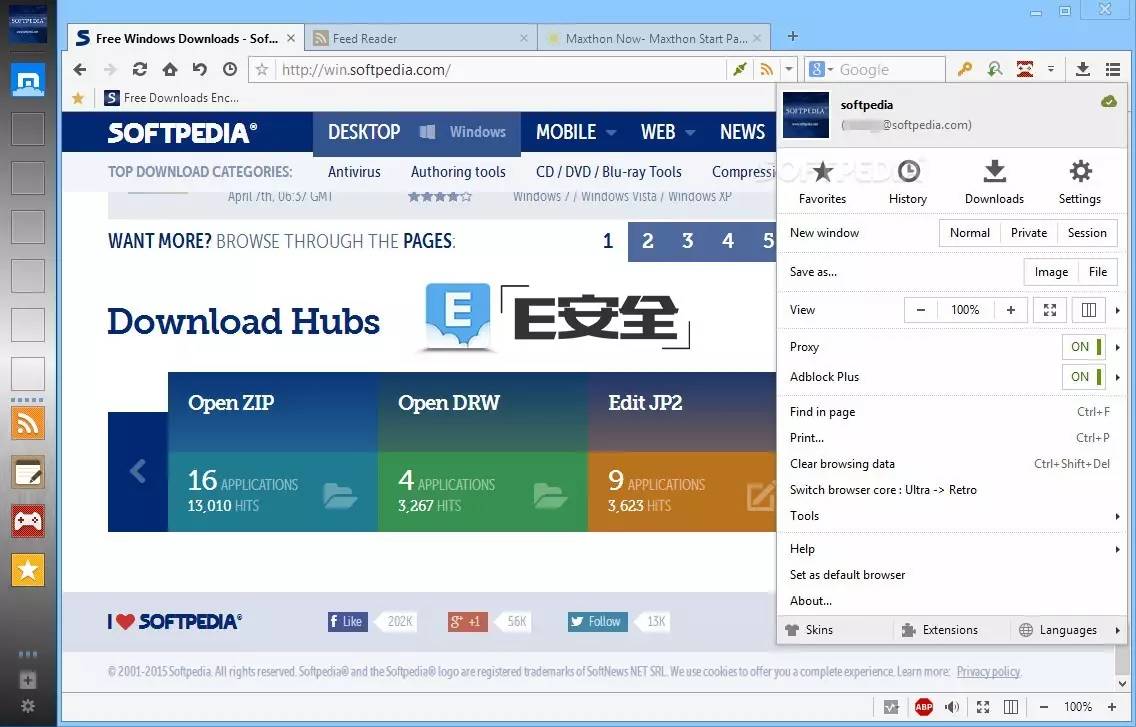 SOFTPEDIA
Free Windows Downloads - Sof...
Feed Reader
Maxthon Now- Maxthon Start Pa...
http://win.softpedia.com/
Google
Free Downloads Enc...
softpedia
@softpedia.com)
SOFTPEDIA®
DESKTOP
Windows
MOBILE
WEB
NEWS
TOP DOWNLOAD CATEGORIES:
Antivirus
Authoring tools
CD / DVD / Blu-ray Tools
Compressi
April 7th, 06:37 GMT
Windows 7 / Windows Vista / Windows XP
SOFTPEDIA
Favorites
History
Downloads
Settings
WANT MORE? BROWSE THROUGH THE PAGES:
1 2 3 4 5
New window
Normal
Private
Session
Save as...
Image
File
View
− 100% +
Proxy
ON
Adblock Plus
ON
Find in page
Ctrl+F
Print...
Ctrl+P
Clear browsing data
Ctrl+Shift+Del
Switch browser core : Ultra -> Retro
Tools
Help
Set as default browser
About...
Skins
Extensions
Languages
Download Hubs
E
E安全
Open ZIP
16 APPLICATIONS
13,010 HITS
Open DRW
4 APPLICATIONS
3,267 HITS
Edit JP2
9 APPLICATIONS
3,623 HITS
I ❤ SOFTPEDIA®
f Like
202K
g+ +1
56K
Follow
13K
© 2001-2015 Softpedia. All rights reserved. Softpedia® and the Softpedia® logo are registered trademarks of SoftNews NET SRL. We use cookies to offer you a complete experience. Learn more: Privacy policy.
ABP
− 100% +